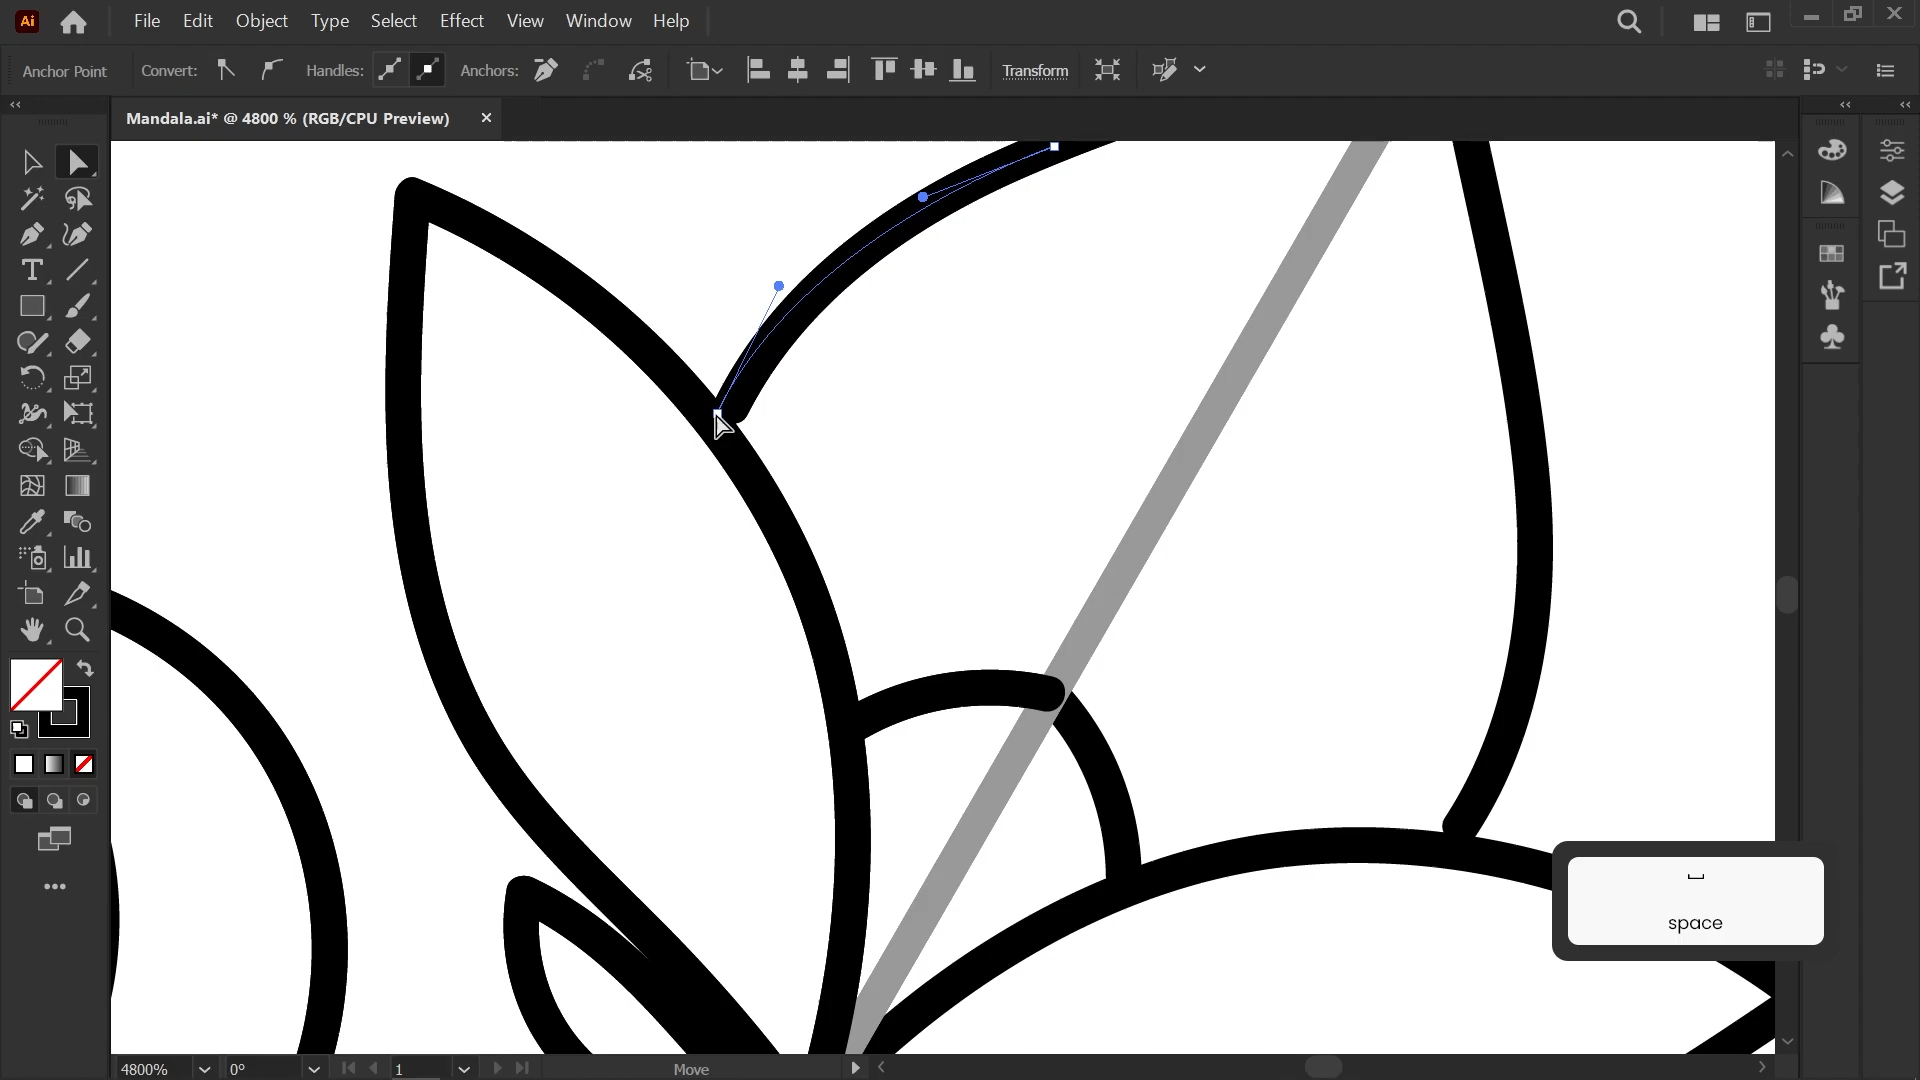 Ai File Edit Object Type Select Effect View Window Help
Anchor Point Convert: Handles: Anchors: Transform
Mandala.ai* @ 4800 % (RGB/CPU Preview)
space
4800% 0° 1 Move